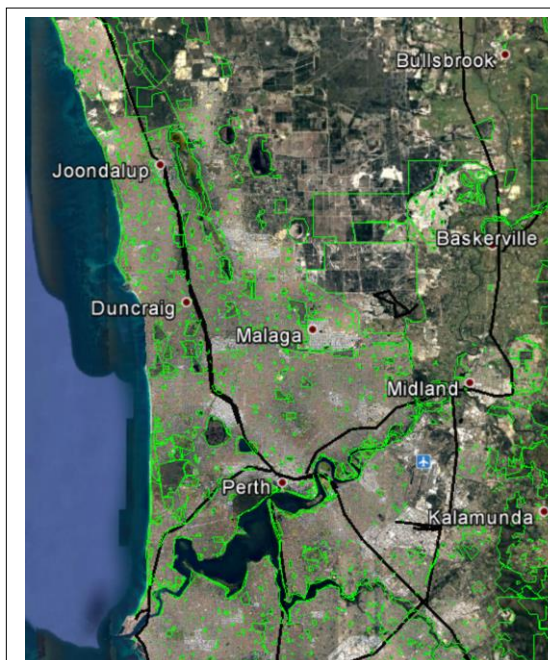 Bullsbrook
Joondalup
Baskerville
Duncraig
Malaga
Midland
Perth
Kalamunda